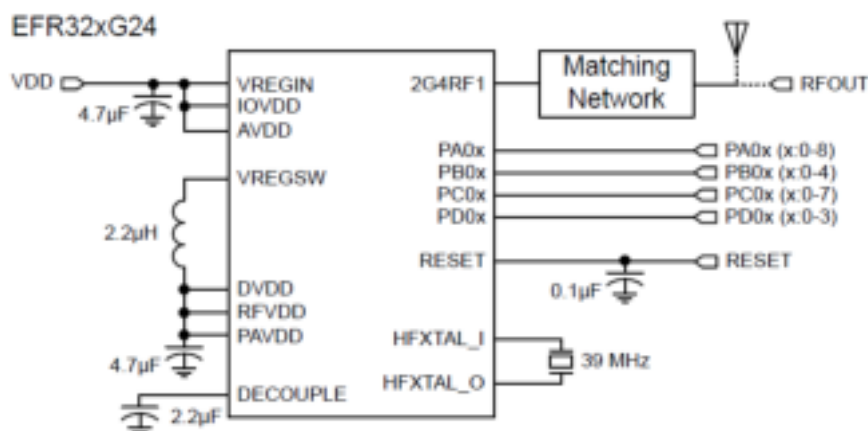 EFR32xG24
VDD
4.7µF
VREGIN
IOVDD
AVDD
VREGSW
2.2µH
DVDD
RFVDD
PAVDD
4.7µF
DECOUPLE
2.2µF
2G4RF1
Matching
Network
RFOUT
PA0x
PA0x (x:0-8)
PB0x
PB0x (x:0-4)
PC0x
PC0x (x:0-7)
PD0x
PD0x (x:0-3)
RESET
RESET
0.1µF
HFXTAL_I
39 MHz
HFXTAL_O